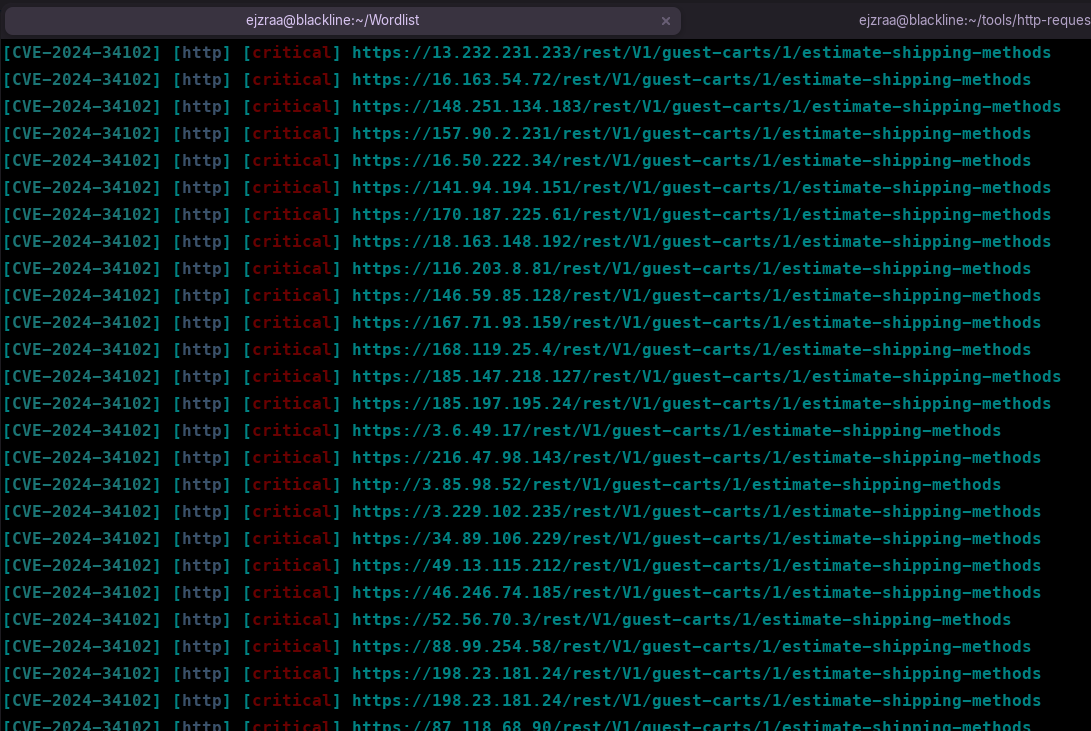 ejzraa@blackline:~/Wordlist × ejzraa@blackline:~/tools/http-reques
[CVE-2024-34102] [http] [critical] https://13.232.231.233/rest/V1/guest-carts/1/estimate-shipping-methods
[CVE-2024-34102] [http] [critical] https://16.163.54.72/rest/V1/guest-carts/1/estimate-shipping-methods
[CVE-2024-34102] [http] [critical] https://148.251.134.183/rest/V1/guest-carts/1/estimate-shipping-methods
[CVE-2024-34102] [http] [critical] https://157.90.2.231/rest/V1/guest-carts/1/estimate-shipping-methods
[CVE-2024-34102] [http] [critical] https://16.50.222.34/rest/V1/guest-carts/1/estimate-shipping-methods
[CVE-2024-34102] [http] [critical] https://141.94.194.151/rest/V1/guest-carts/1/estimate-shipping-methods
[CVE-2024-34102] [http] [critical] https://170.187.225.61/rest/V1/guest-carts/1/estimate-shipping-methods
[CVE-2024-34102] [http] [critical] https://18.163.148.192/rest/V1/guest-carts/1/estimate-shipping-methods
[CVE-2024-34102] [http] [critical] https://116.203.8.81/rest/V1/guest-carts/1/estimate-shipping-methods
[CVE-2024-34102] [http] [critical] https://146.59.85.128/rest/V1/guest-carts/1/estimate-shipping-methods
[CVE-2024-34102] [http] [critical] https://167.71.93.159/rest/V1/guest-carts/1/estimate-shipping-methods
[CVE-2024-34102] [http] [critical] https://168.119.25.4/rest/V1/guest-carts/1/estimate-shipping-methods
[CVE-2024-34102] [http] [critical] https://185.147.218.127/rest/V1/guest-carts/1/estimate-shipping-methods
[CVE-2024-34102] [http] [critical] https://185.197.195.24/rest/V1/guest-carts/1/estimate-shipping-methods
[CVE-2024-34102] [http] [critical] https://3.6.49.17/rest/V1/guest-carts/1/estimate-shipping-methods
[CVE-2024-34102] [http] [critical] https://216.47.98.143/rest/V1/guest-carts/1/estimate-shipping-methods
[CVE-2024-34102] [http] [critical] http://3.85.98.52/rest/V1/guest-carts/1/estimate-shipping-methods
[CVE-2024-34102] [http] [critical] https://3.229.102.235/rest/V1/guest-carts/1/estimate-shipping-methods
[CVE-2024-34102] [http] [critical] https://34.89.106.229/rest/V1/guest-carts/1/estimate-shipping-methods
[CVE-2024-34102] [http] [critical] https://49.13.115.212/rest/V1/guest-carts/1/estimate-shipping-methods
[CVE-2024-34102] [http] [critical] https://46.246.74.185/rest/V1/guest-carts/1/estimate-shipping-methods
[CVE-2024-34102] [http] [critical] https://52.56.70.3/rest/V1/guest-carts/1/estimate-shipping-methods
[CVE-2024-34102] [http] [critical] https://88.99.254.58/rest/V1/guest-carts/1/estimate-shipping-methods
[CVE-2024-34102] [http] [critical] https://198.23.181.24/rest/V1/guest-carts/1/estimate-shipping-methods
[CVE-2024-34102] [http] [critical] https://198.23.181.24/rest/V1/guest-carts/1/estimate-shipping-methods
[CVE-2024-34102] [http] [critical] https://87.118.68.90/rest/V1/guest-carts/1/estimate-shipping-methods